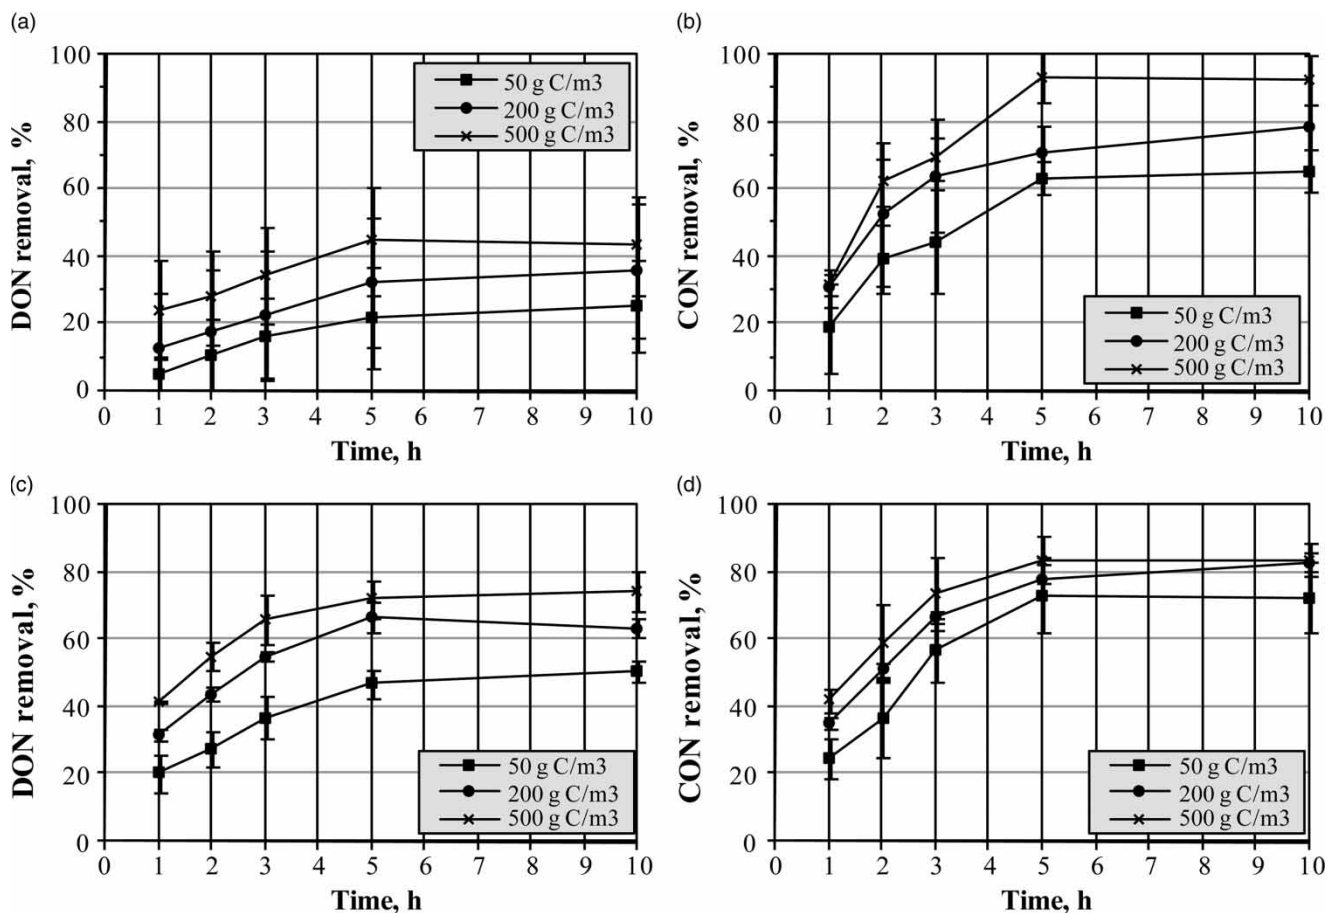 (a)
100
80
60
40
20
0
DON removal, %
50 g C/m3
200 g C/m3
500 g C/m3
0 1 2 3 4 5 6 7 8 9 10
Time, h
(b)
100
80
60
40
20
0
CON removal, %
50 g C/m3
200 g C/m3
500 g C/m3
0 1 2 3 4 5 6 7 8 9 10
Time, h
(c)
100
80
60
40
20
0
DON removal, %
50 g C/m3
200 g C/m3
500 g C/m3
0 1 2 3 4 5 6 7 8 9 10
Time, h
(d)
100
80
60
40
20
0
CON removal, %
50 g C/m3
200 g C/m3
500 g C/m3
0 1 2 3 4 5 6 7 8 9 10
Time, h